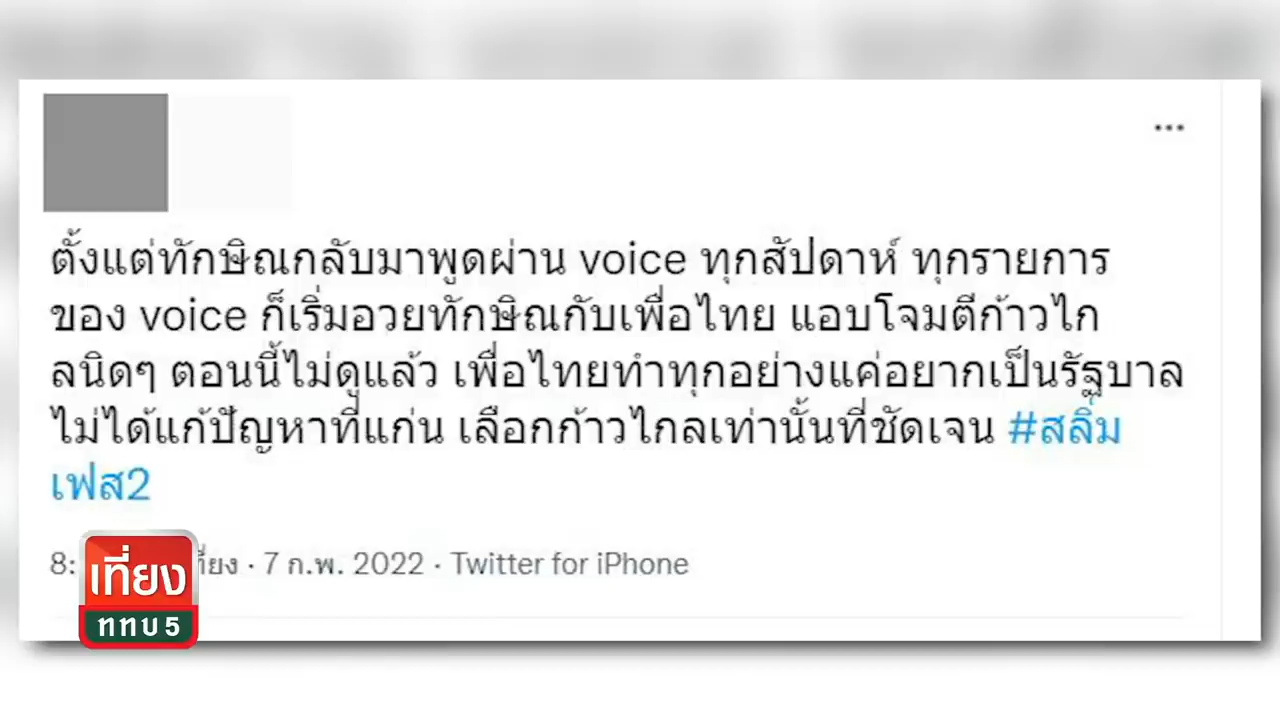 ตั้งแต่ทักษิณกลับมาพูดผ่าน voice ทุกสัปดาห์ ทุกรายการ
ของ voice ก็เริ่มอวยทักษิณกับเพื่อไทย แอบโจมตีก้าวไก
ลนิดๆ ตอนนี้ไม่ดูแล้ว เพื่อไทยทำทุกอย่างแค่อยากเป็นรัฐบาล
ไม่ได้แก้ปัญหาที่แก่น เลือกก้าวไกลเท่านั้นที่ชัดเจน #สลิ่ม
เฟส2
8: · 7 ก.พ. 2022 · Twitter for iPhone
เที่ยง
ททบ 5